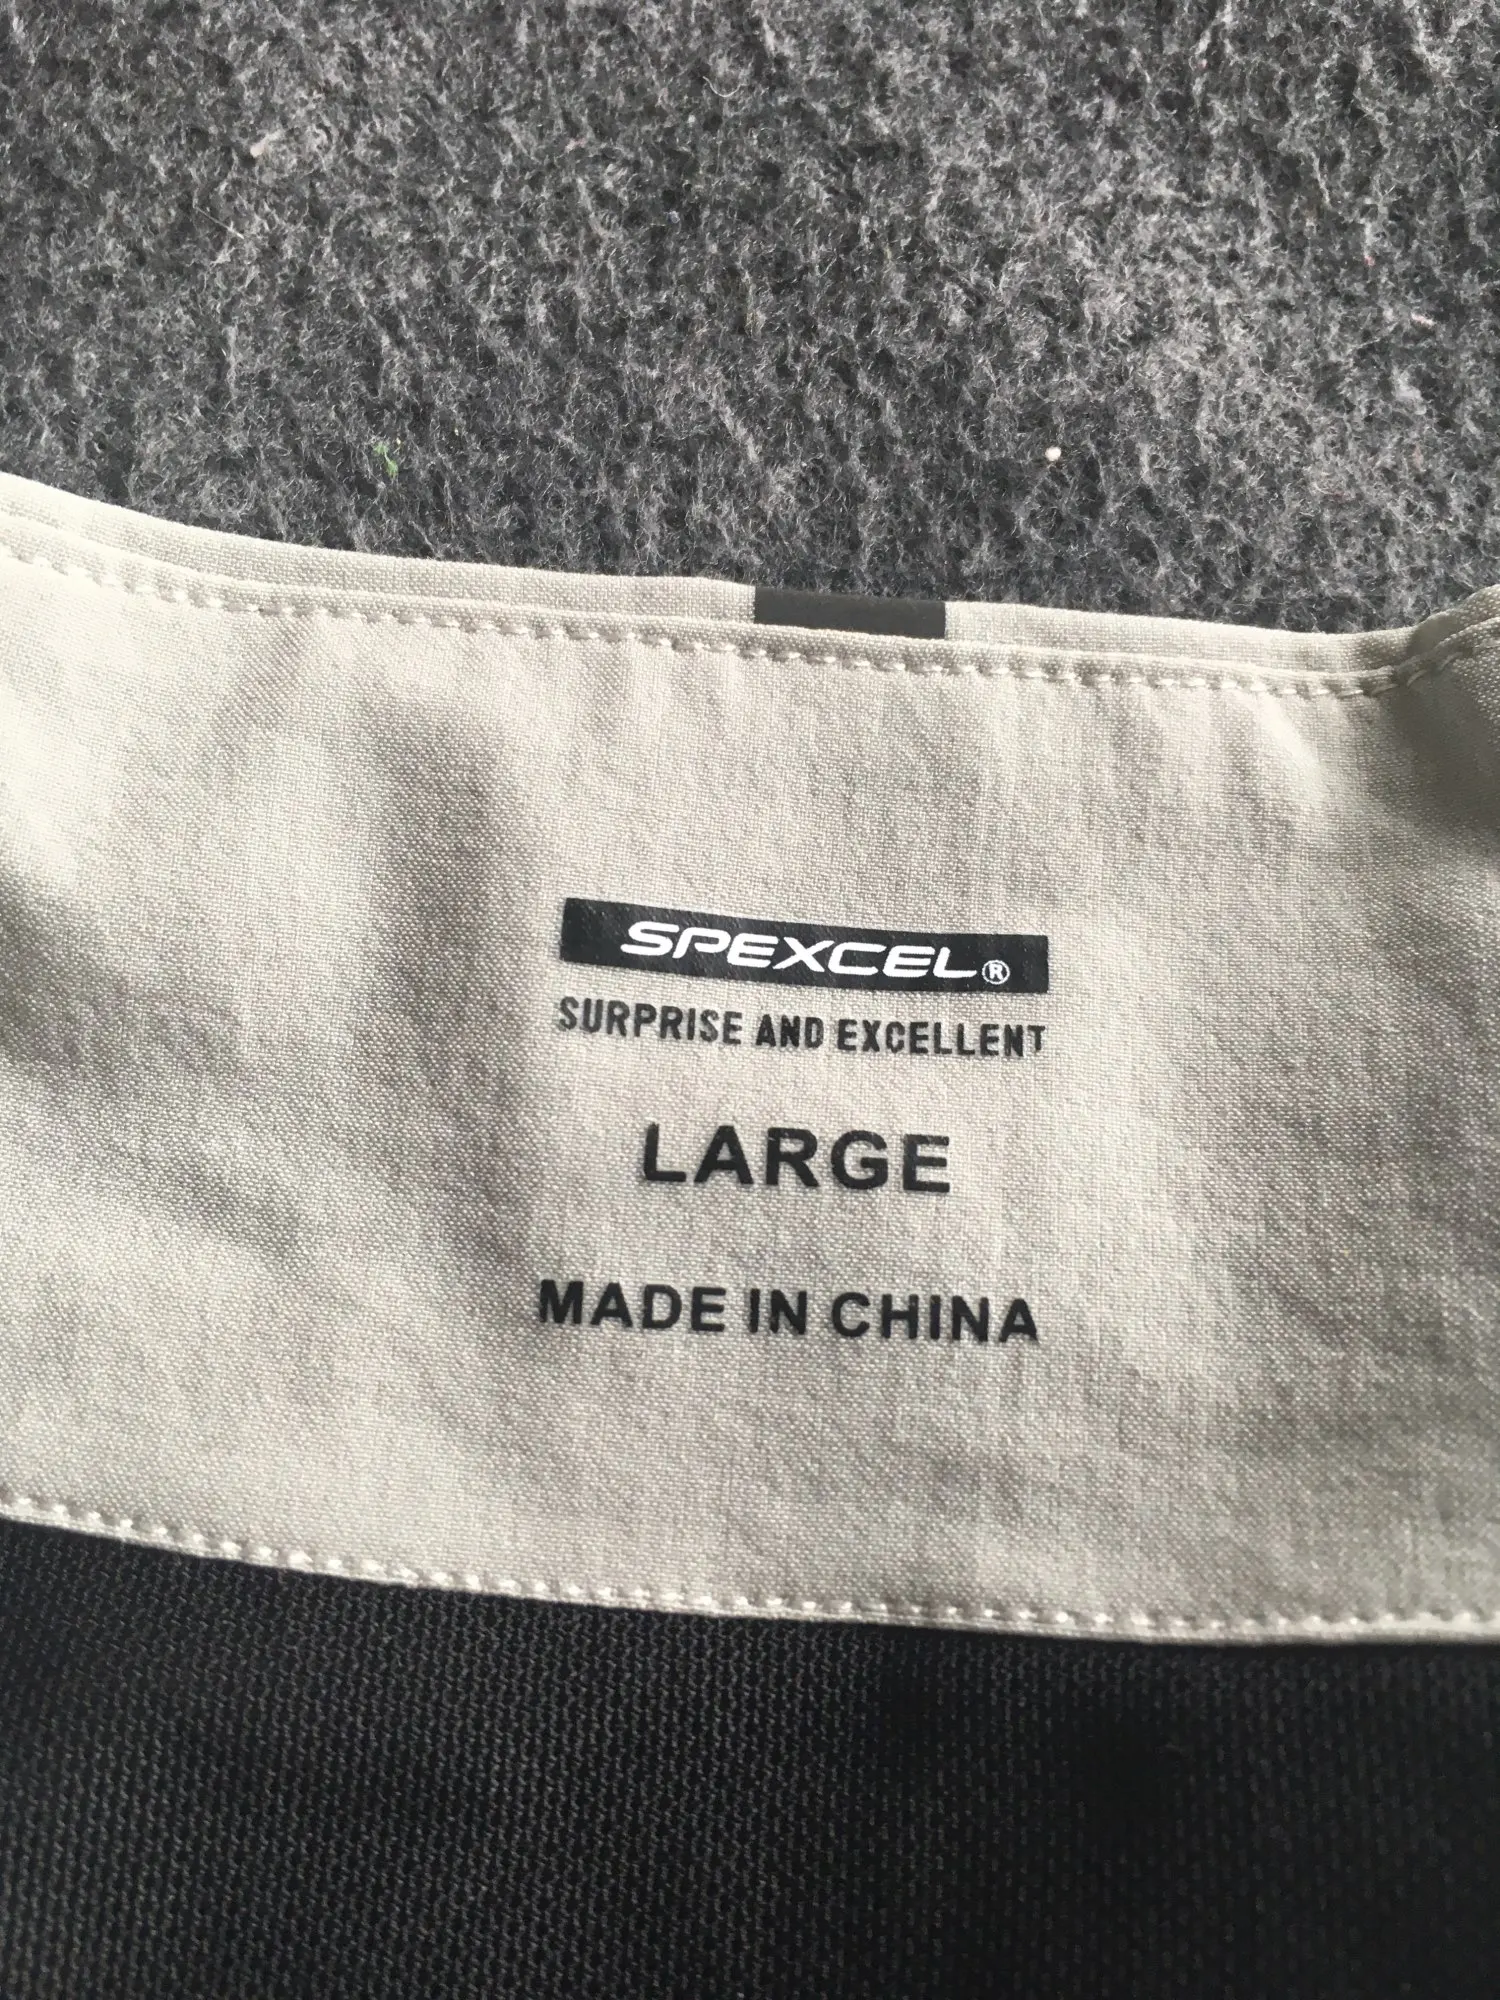 SPEXCEL®
SURPRISE AND EXCELLENT
LARGE
MADE IN CHINA